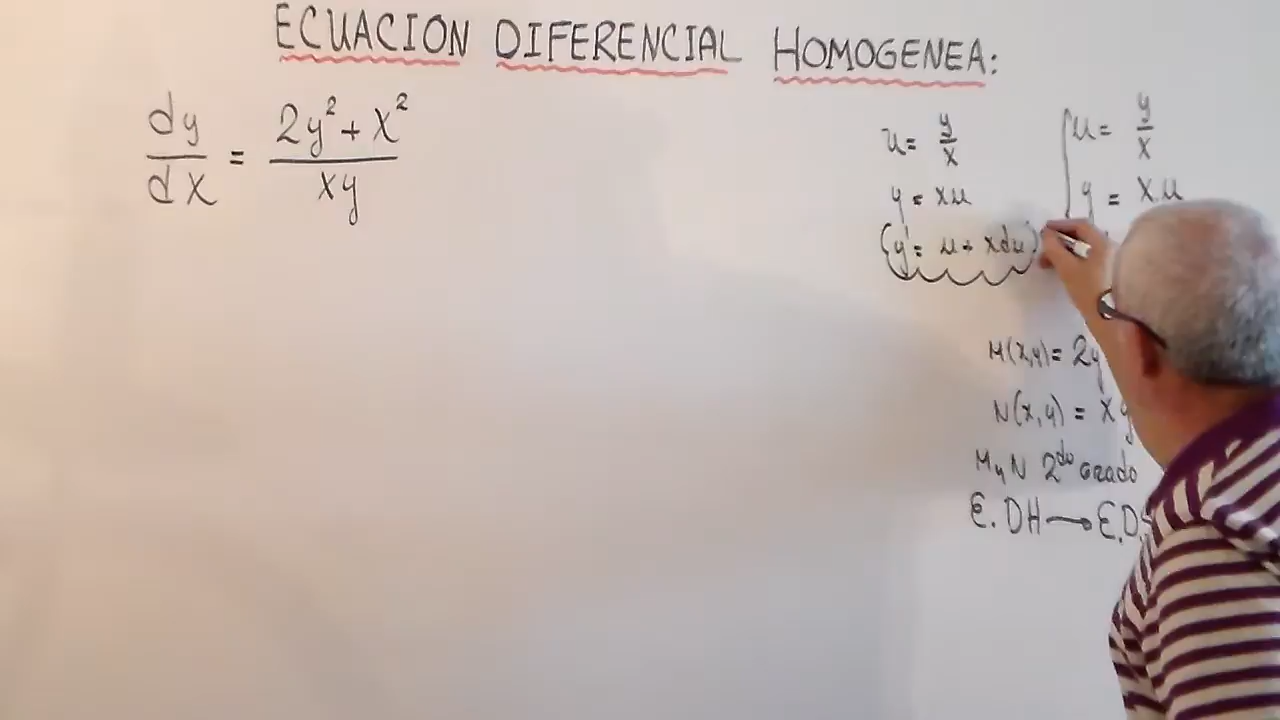 ECUACION DIFERENCIAL HOMOGENEA:
dy/dx = 2y² + x² / xy
u = y/x
y = xu
(y' = u + xdu)
u = y/x
y = x.u
M(x,y) = 2y
N(x,y) = xy
M y N 2do GRADO
E.DH → E.D.